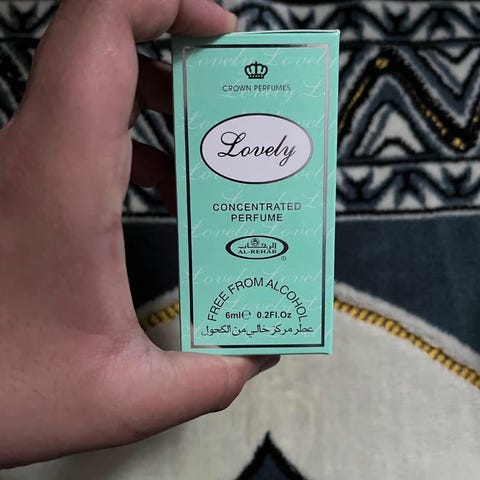 CROWN PERFUMES
Lovely
CONCENTRATED
PERFUME
الرحاب
AL-REHAB
FREE FROM ALCOHOL
6ml e 0.2Fl.Oz
عطر مركز خالي من الكحول